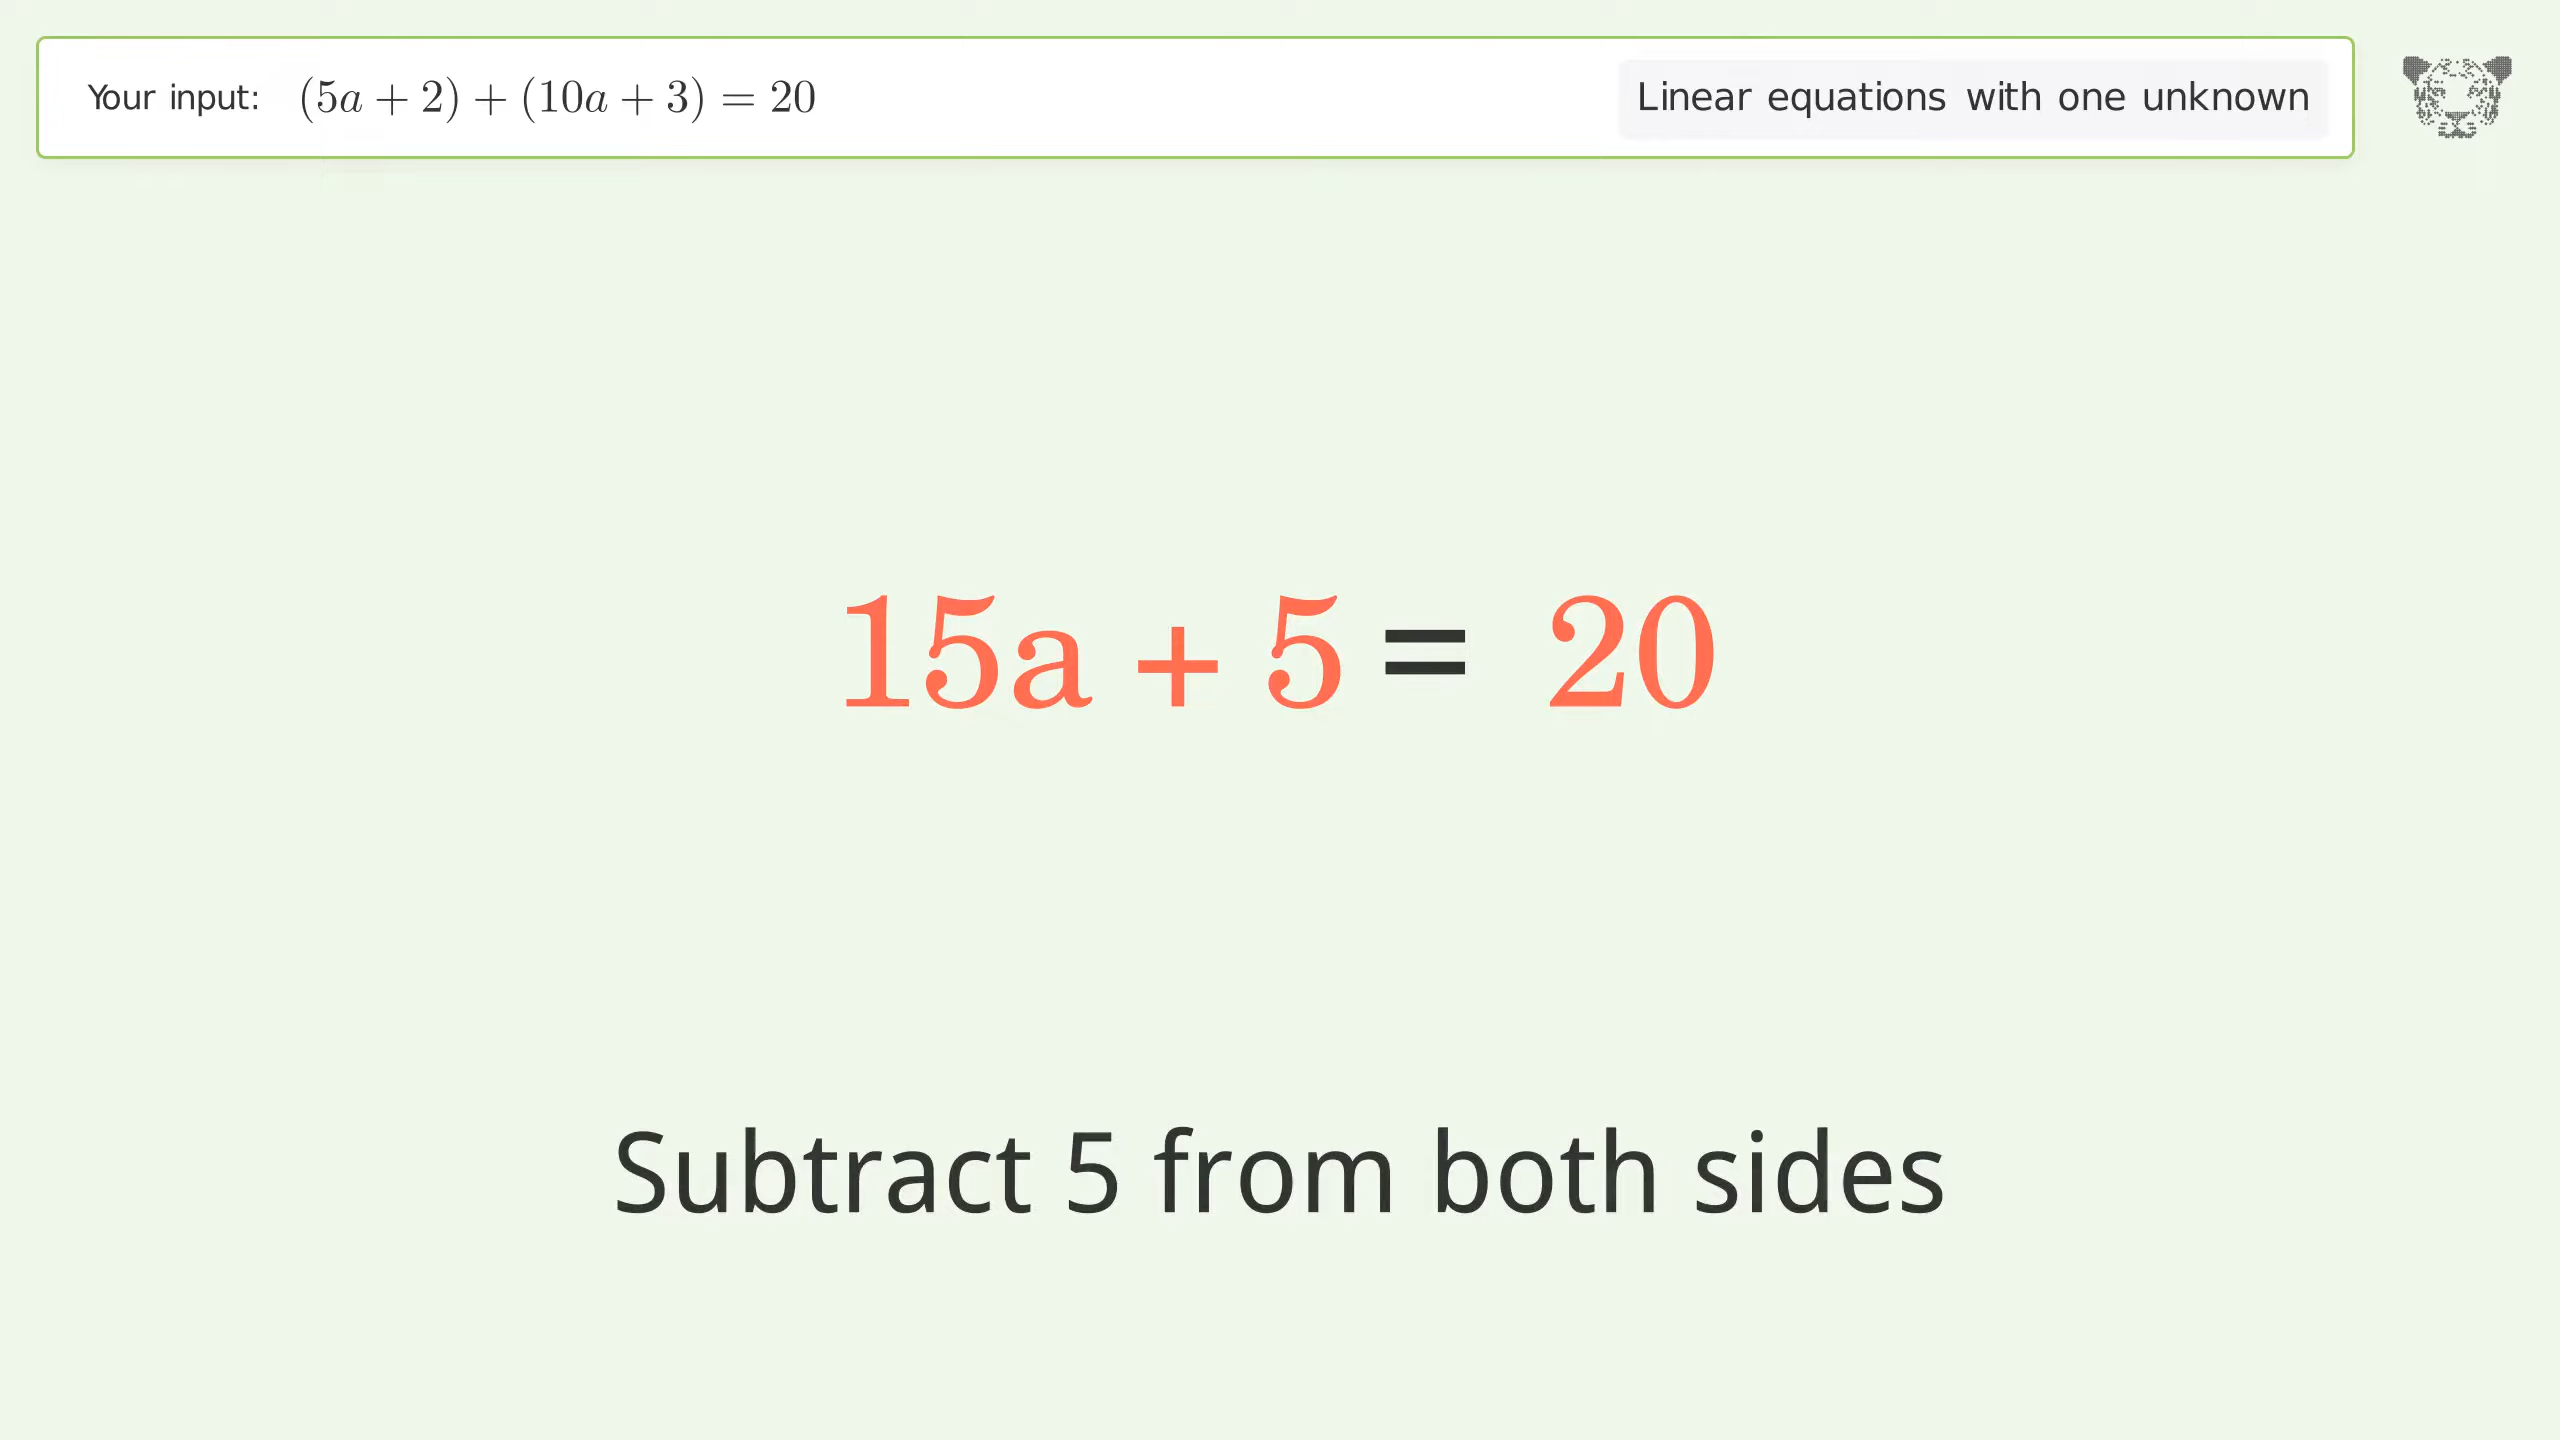 Your input: (5a + 2) + (10a + 3) = 20
Linear equations with one unknown
15a + 5 = 20
Subtract 5 from both sides